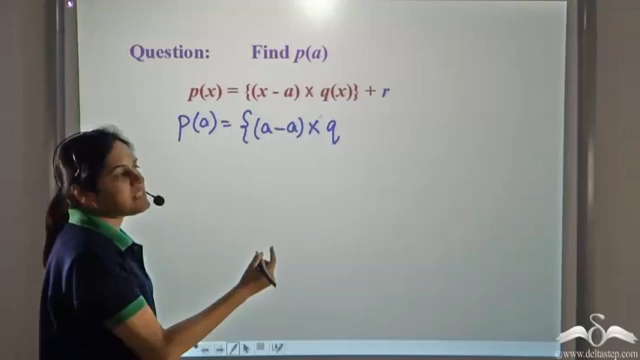 Question: Find p(a)
p(x) = {(x - a) x q(x)} + r
p(a) = {(a-a) x q
www.deltastep.com